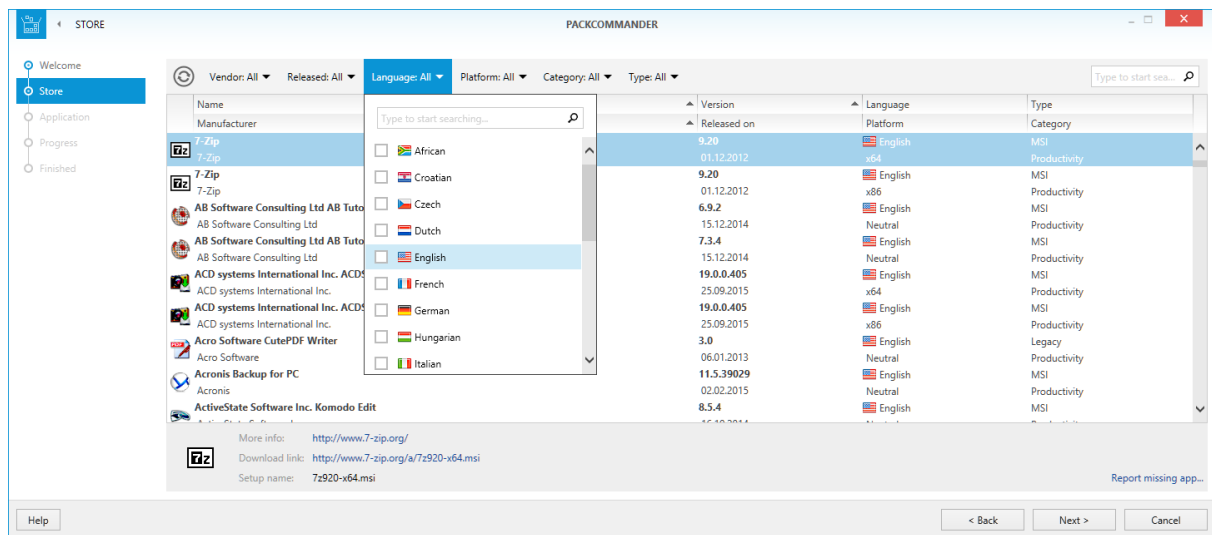 STORE
PACKCOMMANDER
Welcome
Store
Application
Progress
Finished
Vendor: All Released: All Language: All Platform: All Category: All Type: All
Type to start sea...
Name Version Language Type
Manufacturer Released on Platform Category
Type to start searching...
African
Croatian
Czech
Dutch
English
French
German
Hungarian
Italian
7z 7-Zip 9.20 English MSI
7-Zip 01.12.2012 x64 Productivity
7z 7-Zip 9.20 English MSI
7-Zip 01.12.2012 x86 Productivity
AB Software Consulting Ltd AB Tuto 6.9.2 English MSI
AB Software Consulting Ltd 15.12.2014 Neutral Productivity
AB Software Consulting Ltd AB Tuto 7.3.4 English MSI
AB Software Consulting Ltd 15.12.2014 Neutral Productivity
ACD systems International Inc. ACDS 19.0.0.405 English MSI
ACD systems International Inc. 25.09.2015 x64 Productivity
ACD systems International Inc. ACDS 19.0.0.405 English MSI
ACD systems International Inc. 25.09.2015 x86 Productivity
Acro Software CutePDF Writer 3.0 English Legacy
Acro Software 06.01.2013 Neutral Productivity
Acronis Backup for PC 11.5.39029 English MSI
Acronis 02.02.2015 Neutral Productivity
ActiveState Software Inc. Komodo Edit 8.5.4 English MSI
7z
More info: http://www.7-zip.org/
Download link: http://www.7-zip.org/a/7z920-x64.msi
Setup name: 7z920-x64.msi
Report missing app...
Help < Back Next > Cancel